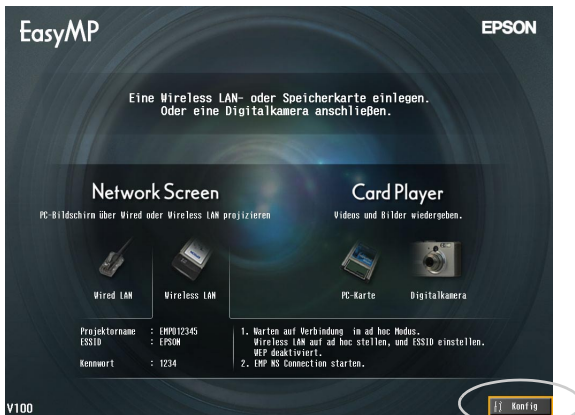 EasyMP
EPSON
Eine Wireless LAN- oder Speicherkarte einlegen.
Oder eine Digitalkamera anschließen.
Network Screen
PC-Bildschirm über Wired oder Wireless LAN projizieren
Wired LAN
Wireless LAN
Card Player
Videos und Bilder wiedergeben.
PC-Karte
Digitalkamera
Projektorname : EMPD12345
ESSID : EPSON
Kennwort : 1234
1. Warten auf Verbindung in ad hoc Modus.
Wireless LAN auf ad hoc stellen, und ESSID einstellen.
WEP deaktiviert.
2. EMP NS Connection starten.
V100
Konfig